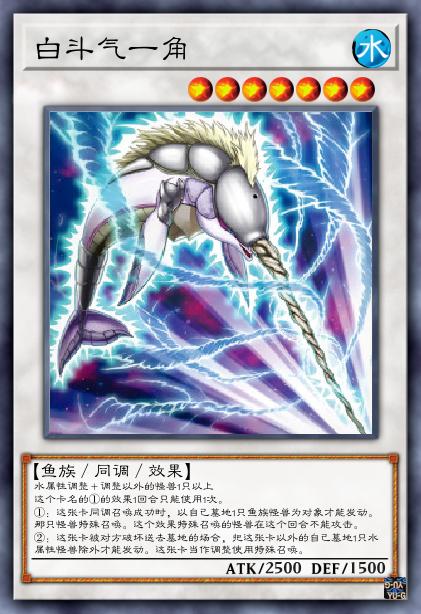 白斗气一角
水
【鱼族／同调／效果】
水属性调整＋调整以外的怪兽1只以上
这个卡名的①的效果1回合只能使用1次。
①：这张卡同调召唤成功时，以自己墓地1只鱼族怪兽为对象才能发动。
那只怪兽特殊召唤。这个效果特殊召唤的怪兽在这个回合不能攻击。
②：这张卡被对方破坏送去墓地的场合，把这张卡以外的自己墓地1只水
属性怪兽除外才能发动。这张卡当作调整使用特殊召唤。
ATK/2500 DEF/1500